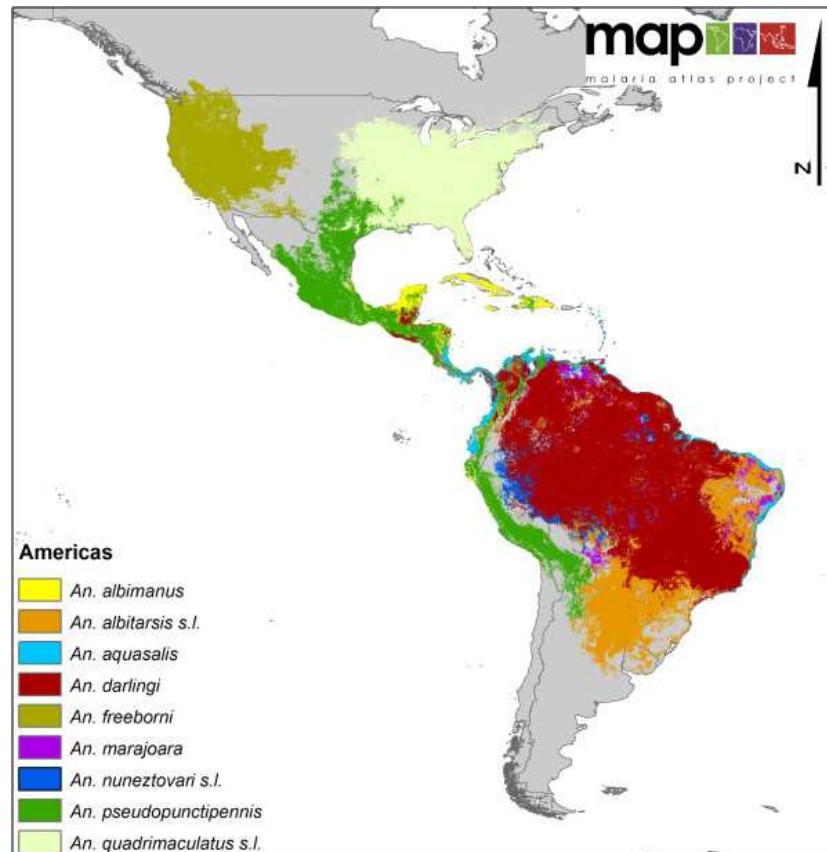 map
malaria atlas project
N
Americas
An. albimanus
An. albitarsis s.l.
An. aquasalis
An. darlingi
An. freeborni
An. marajoara
An. nuneztovari s.l.
An. pseudopunctipennis
An. quadrimaculatus s.l.